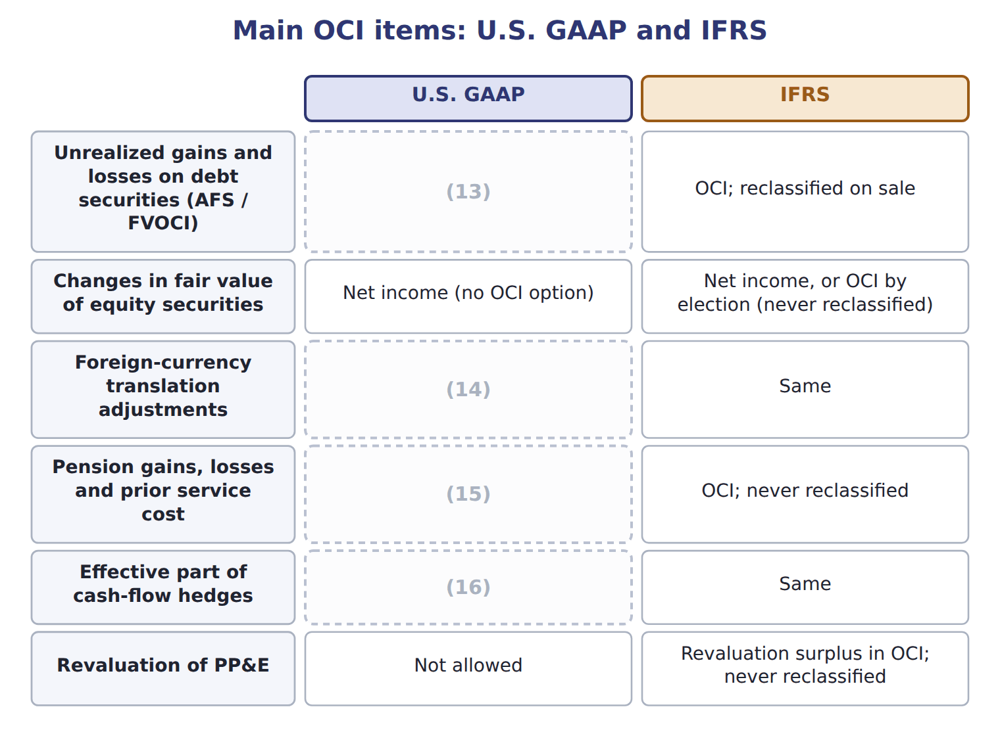 Main OCI items: U.S. GAAP and IFRS
U.S. GAAP
IFRS
Unrealized gains and
losses on debt
securities (AFS /
FVOCI)
(13)
OCI; reclassified on sale
Changes in fair value
of equity securities
Net income (no OCI option)
Net income, or OCI by
election (never reclassified)
Foreign-currency
translation
adjustments
(14)
Same
Pension gains, losses
and prior service
cost
(15)
OCI; never reclassified
Effective part of
cash-flow hedges
(16)
Same
Revaluation of PP&E
Not allowed
Revaluation surplus in OCI;
never reclassified